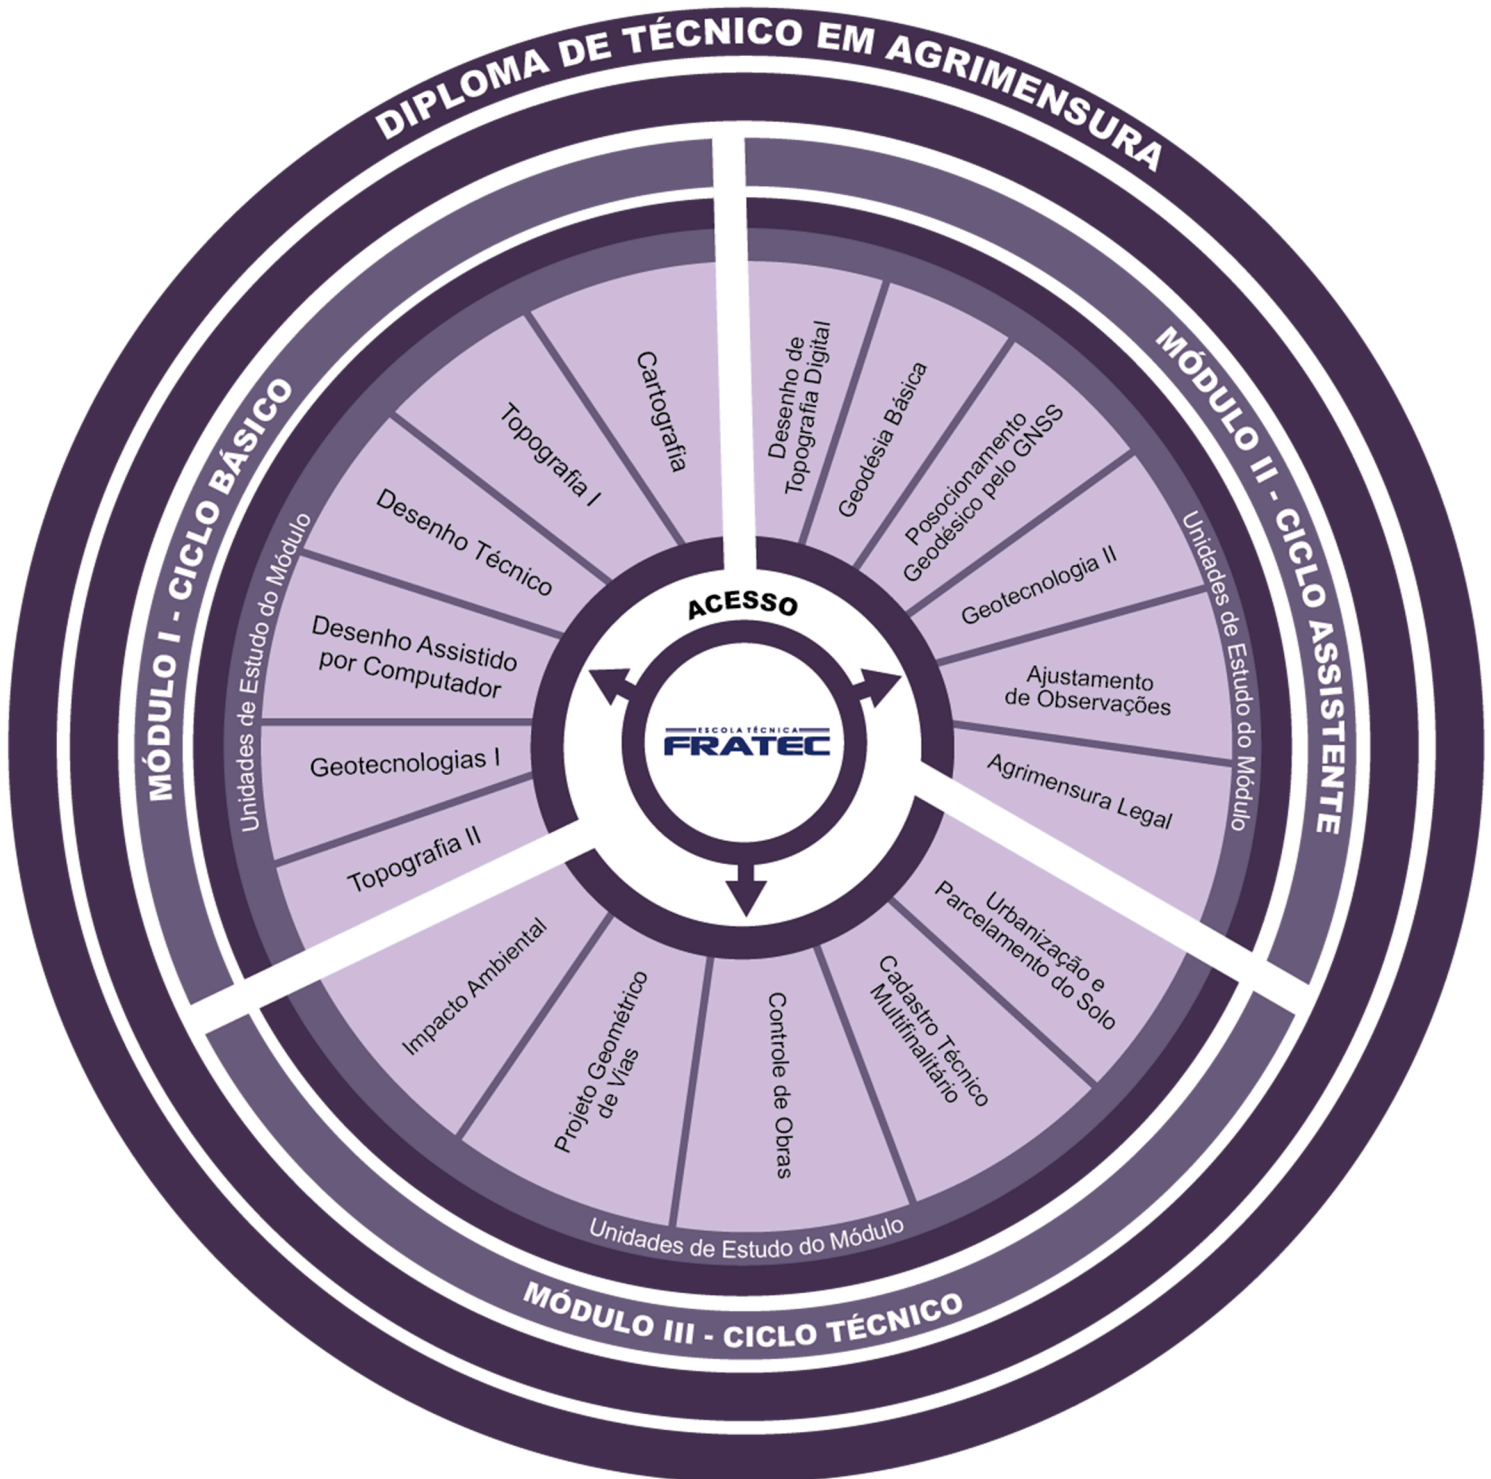 DIPLOMA DE TÉCNICO EM AGRIMENSURA
MÓDULO I - CICLO BÁSICO
Unidades de Estudo do Módulo
Cartografia
Topografia I
Desenho Técnico
Desenho Assistido
por Computador
Geotecnologias I
Topografia II
MÓDULO II - CICLO ASSISTENTE
Unidades de Estudo do Módulo
Desenho de
Topografia Digital
Geodésia Básica
Posocionamento
Geodésico pelo GNSS
Geotecnologia II
Ajustamento
de Observações
Agrimensura Legal
MÓDULO III - CICLO TÉCNICO
Unidades de Estudo do Módulo
Urbanização e
Parcelamento do Solo
Cadastro Técnico
Multifinalitário
Controle de Obras
Projeto Geométrico
de Vias
Impacto Ambiental
ACESSO
ESCOLA TÉCNICA
FRATEC